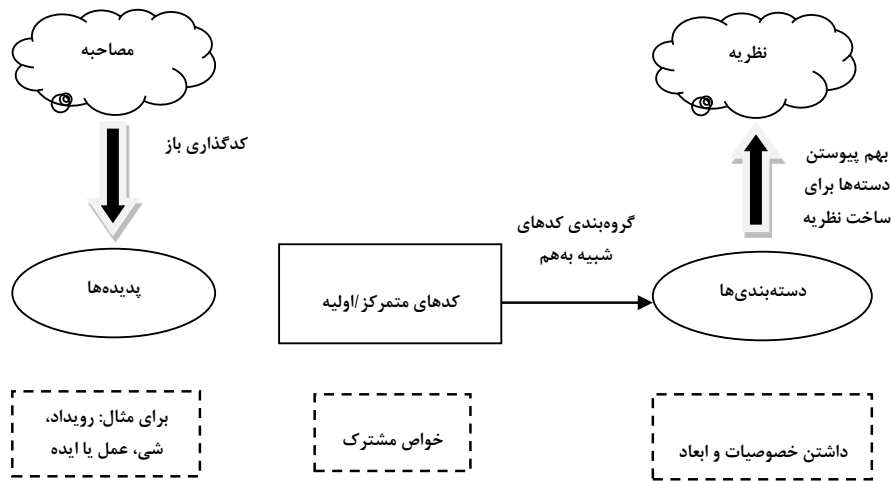 مصاحبه
نظریه
کدگذاری باز
بهم پیوستن
دسته‌ها برای
ساخت نظریه
گروه‌بندی کدهای
شبیه به‌هم
پدیده‌ها
کدهای متمرکز/اولیه
دسته‌بندی‌ها
برای مثال: رویداد،
شی، عمل یا ایده
خواص مشترک
داشتن خصوصیات و ابعاد